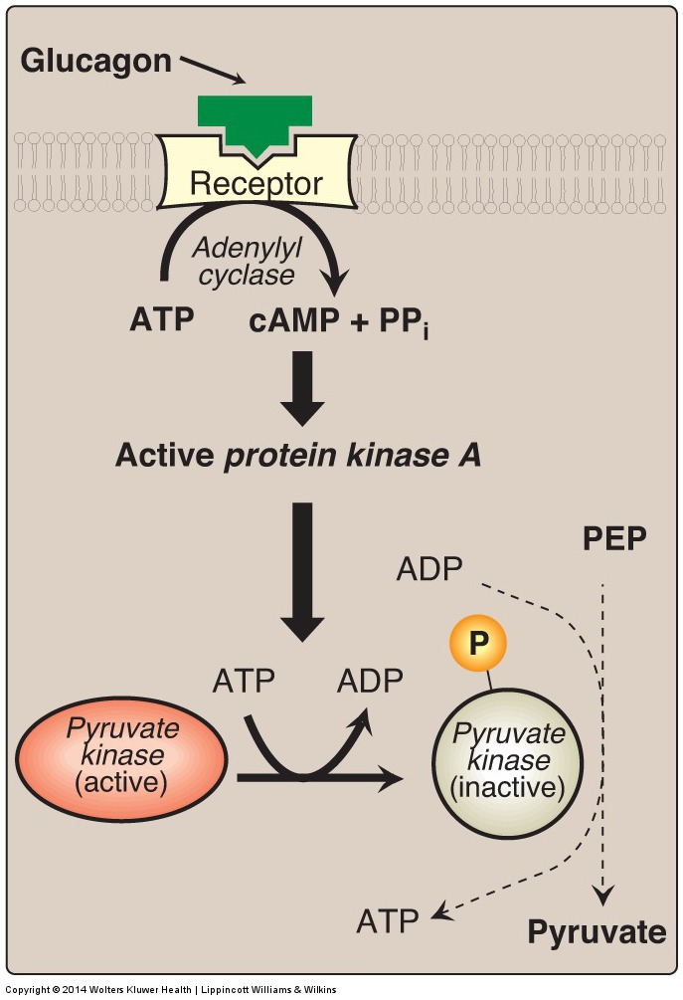 Glucagon
Receptor
Adenylyl
cyclase
ATP
cAMP + PPi
Active protein kinase A
PEP
ADP
P
ATP
ADP
Pyruvate
kinase
(active)
Pyruvate
kinase
(inactive)
ATP
Pyruvate
Copyright © 2014 Wolters Kluwer Health | Lippincott Williams & Wilkins